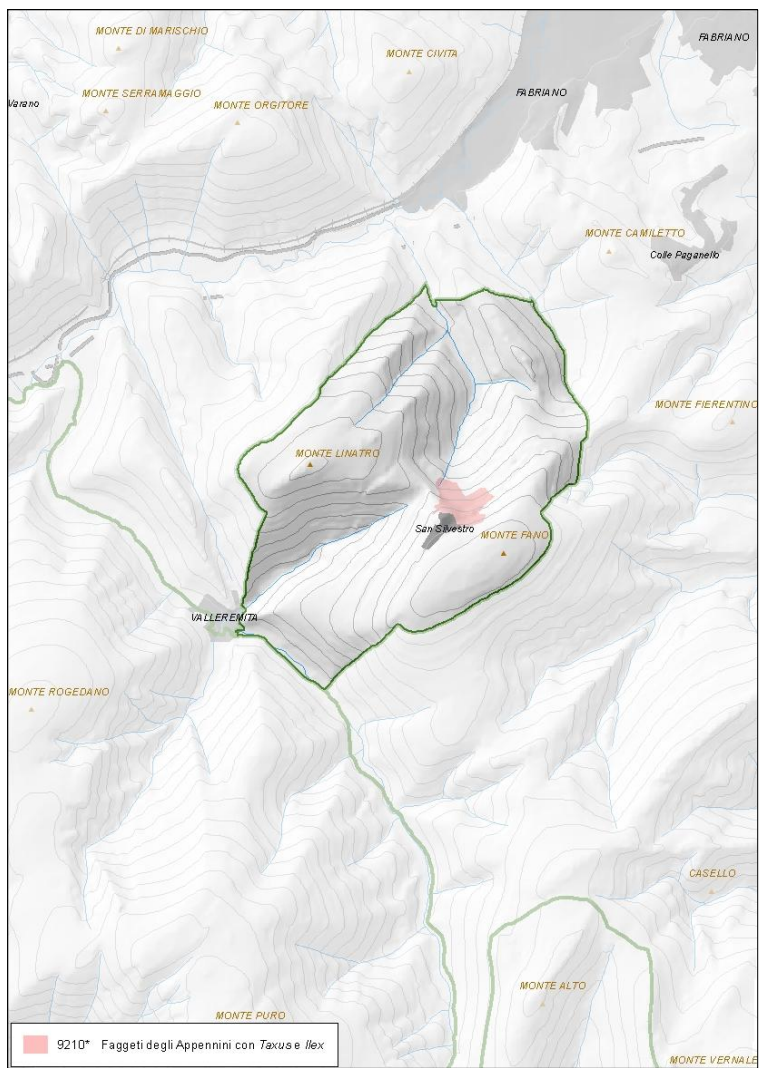 MONTE DI MARISCHIO
FABRIANO
MONTE CIVITA
MONTE SERRAMAGGIO
FABRIANO
Varano
MONTE ORGITORE
MONTE CAMILETTO
Colle Paganello
MONTE FIERENTINO
MONTE LINATRO
San Silvestro
MONTE FANO
VALLEREMITA
MONTE ROGEDANO
CASELLO
MONTE ALTO
MONTE PURO
9210* Faggeti degli Appennini con Taxus e Ilex
MONTE VERNALE